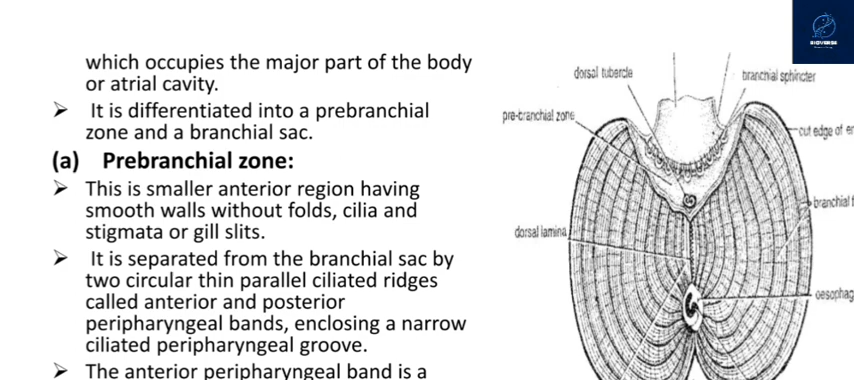 which occupies the major part of the body
or atrial cavity.
➢ It is differentiated into a prebranchial
zone and a branchial sac.
(a) Prebranchial zone:
➢ This is smaller anterior region having
smooth walls without folds, cilia and
stigmata or gill slits.
➢ It is separated from the branchial sac by
two circular thin parallel ciliated ridges
called anterior and posterior
peripharyngeal bands, enclosing a narrow
ciliated peripharyngeal groove.
➢ The anterior peripharyngeal band is a
BIOVERSE
dorsal tubercle
branchial sphincter
pre-branchial zone
cut edge of er
branchial f
dorsal lamina
oesophag